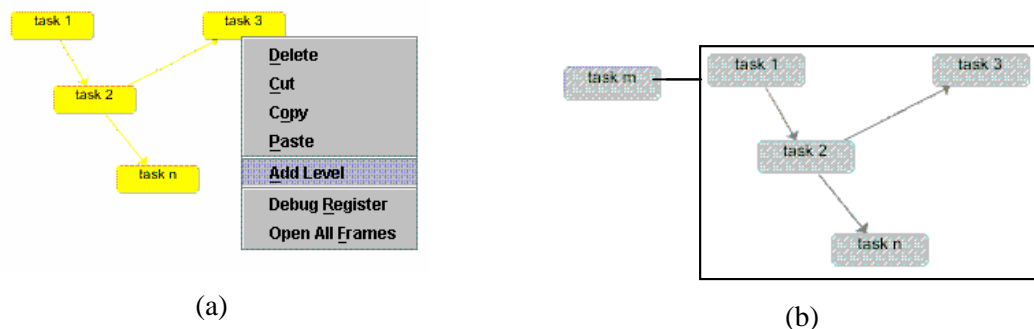 task 1
task 3
task 2
task n
Delete
Cut
Copy
Paste
Add Level
Debug Register
Open All Frames
(a)
task m
task 1
task 3
task 2
task n
(b)